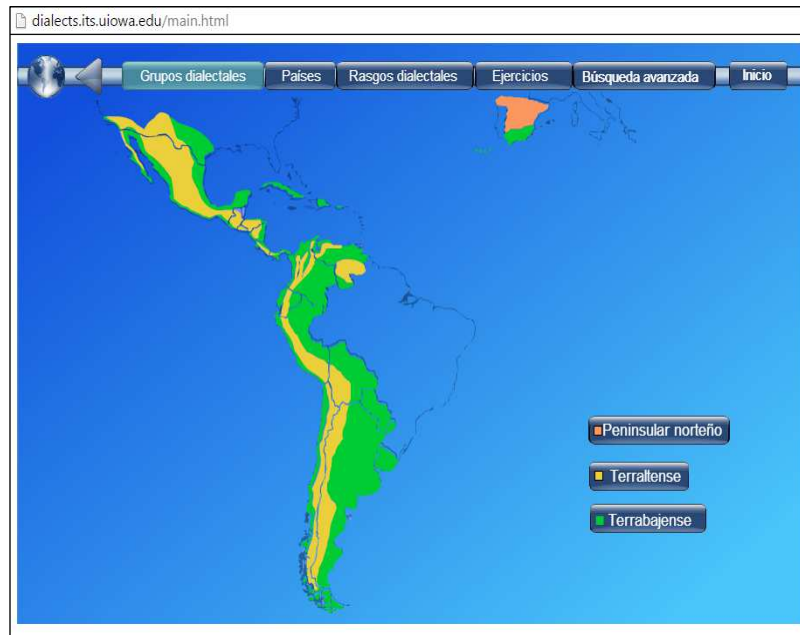 dialects.its.uiowa.edu/main.html
Grupos dialectales Países Rasgos dialectales Ejercicios Búsqueda avanzada Inicio
Peninsular norteño
Terraltense
Terrabajense